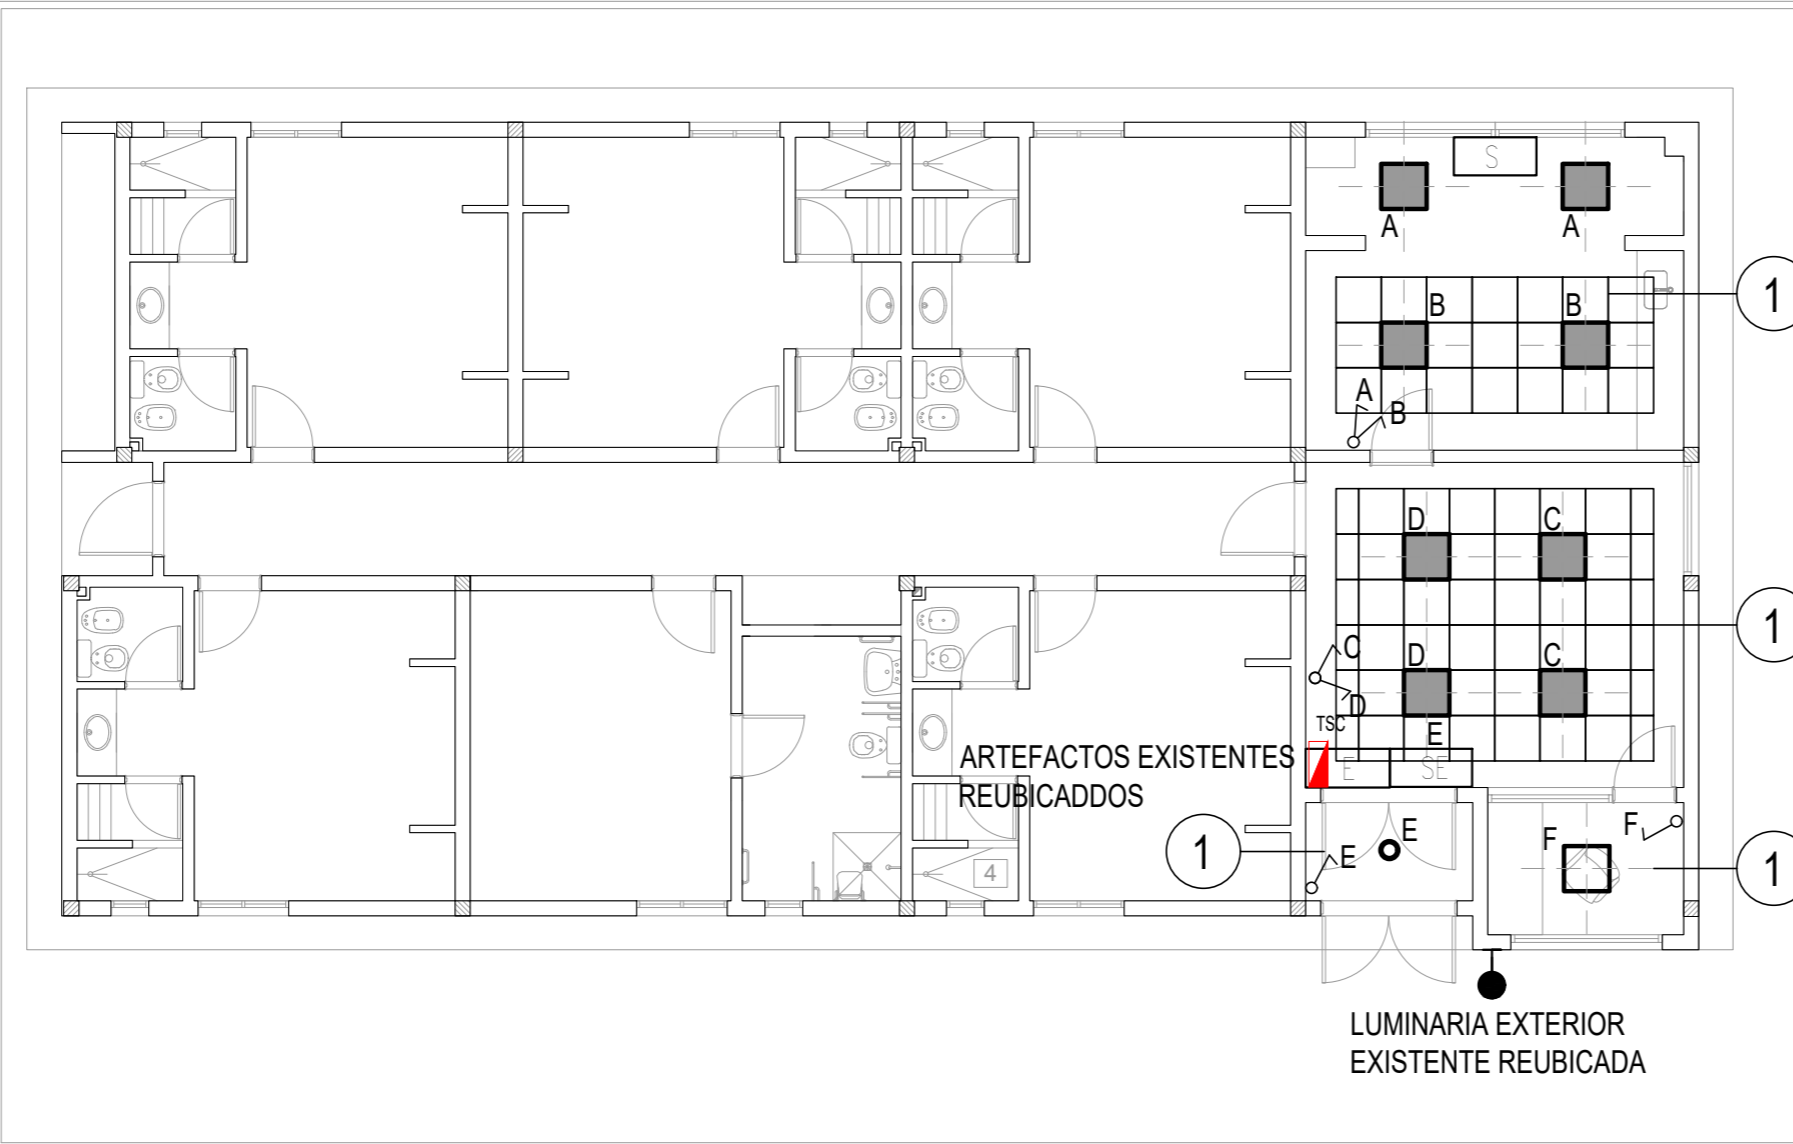 S
A
A
B
B
1
A
B
D
C
C
D
C
1
D
TSC
E
ARTEFACTOS EXISTENTES
REUBICADDOS
E
SE
1
E
E
F
F
1
4
LUMINARIA EXTERIOR
EXISTENTE REUBICADA